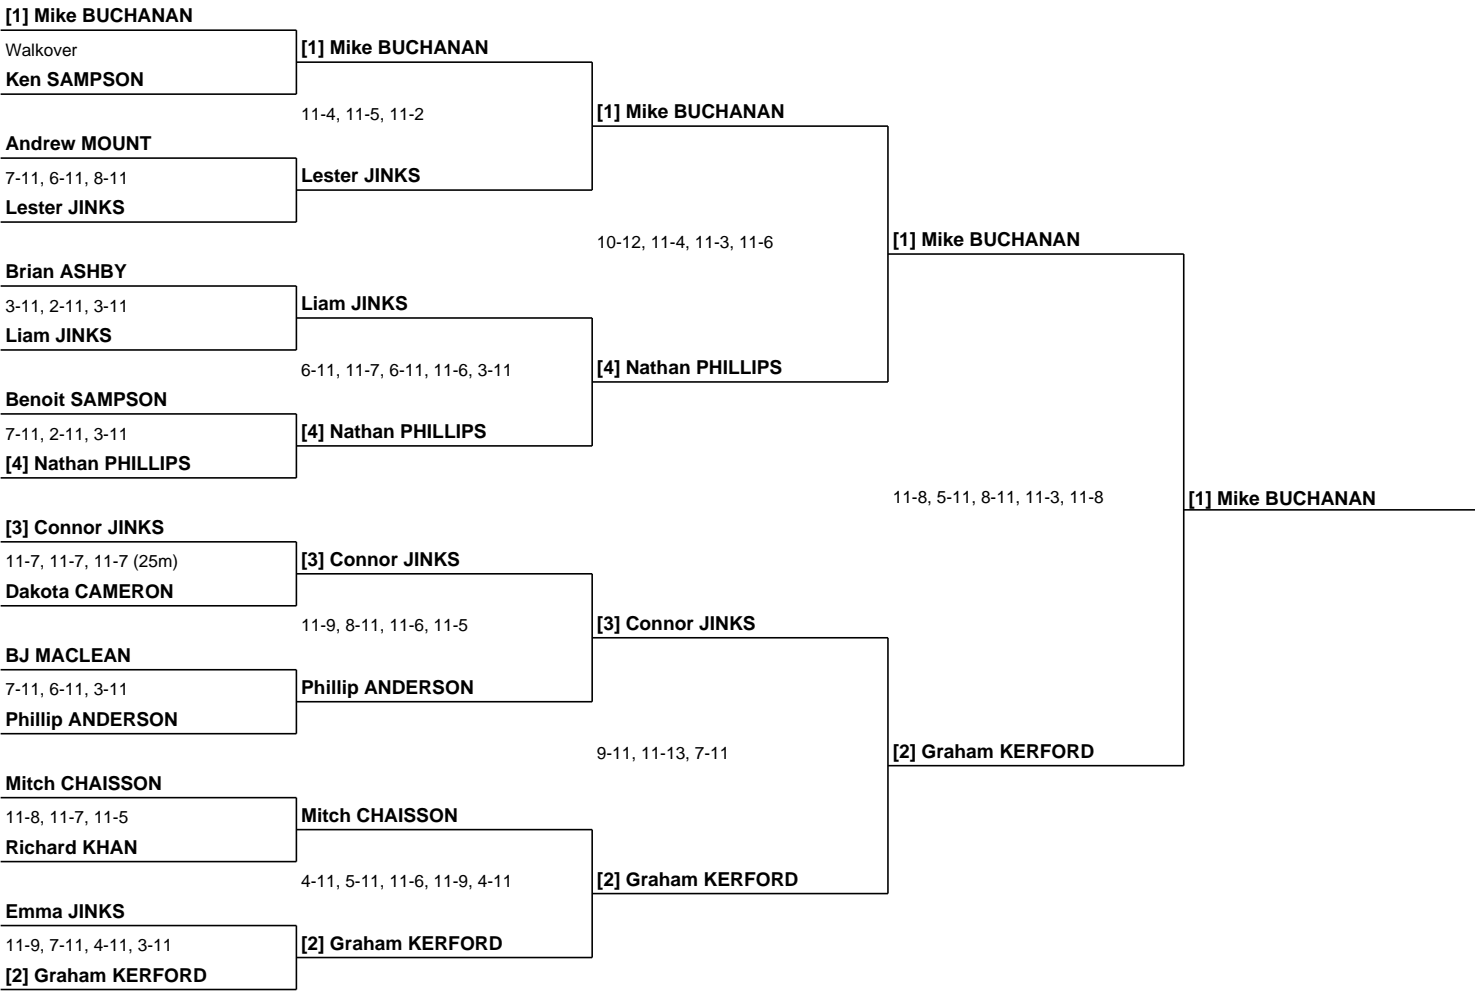 [1] Mike BUCHANAN
Walkover
[1] Mike BUCHANAN
Ken SAMPSON
11-4, 11-5, 11-2
[1] Mike BUCHANAN
Andrew MOUNT
7-11, 6-11, 8-11
Lester JINKS
Lester JINKS
10-12, 11-4, 11-3, 11-6
[1] Mike BUCHANAN
Brian ASHBY
3-11, 2-11, 3-11
Liam JINKS
Liam JINKS
6-11, 11-7, 6-11, 11-6, 3-11
[4] Nathan PHILLIPS
Benoit SAMPSON
7-11, 2-11, 3-11
[4] Nathan PHILLIPS
[4] Nathan PHILLIPS
11-8, 5-11, 8-11, 11-3, 11-8
[1] Mike BUCHANAN
[3] Connor JINKS
11-7, 11-7, 11-7 (25m)
[3] Connor JINKS
Dakota CAMERON
11-9, 8-11, 11-6, 11-5
[3] Connor JINKS
BJ MACLEAN
7-11, 6-11, 3-11
Phillip ANDERSON
Phillip ANDERSON
9-11, 11-13, 7-11
[2] Graham KERFORD
Mitch CHAISSON
11-8, 11-7, 11-5
Mitch CHAISSON
Richard KHAN
4-11, 5-11, 11-6, 11-9, 4-11
[2] Graham KERFORD
Emma JINKS
11-9, 7-11, 4-11, 3-11
[2] Graham KERFORD
[2] Graham KERFORD